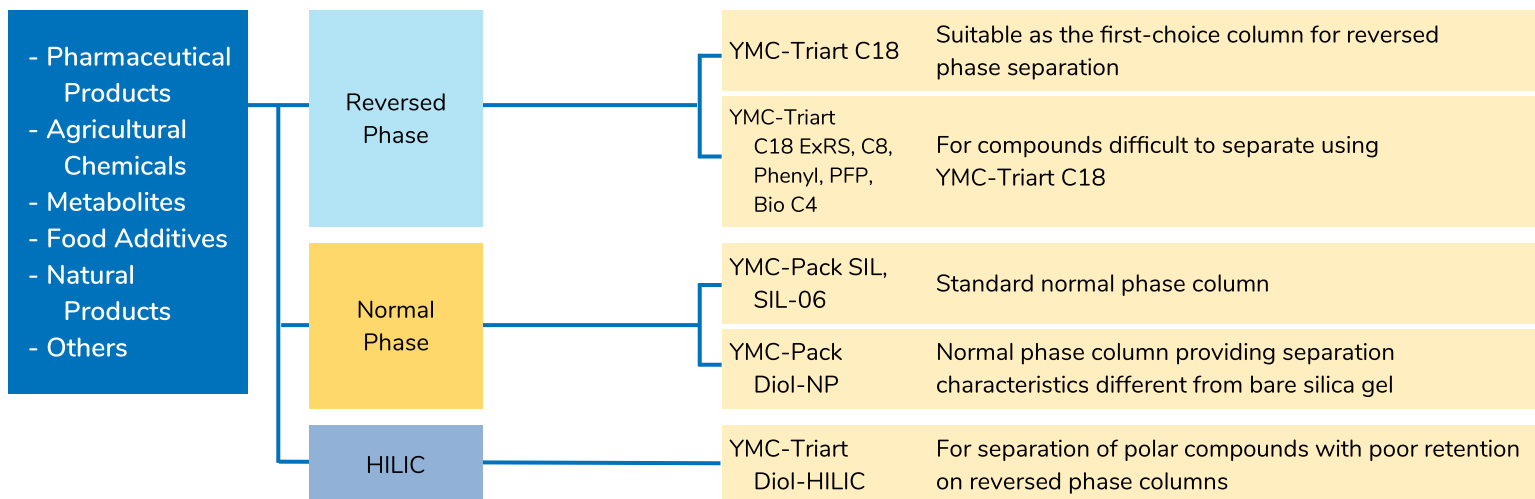 - Pharmaceutical
Products
- Agricultural
Chemicals
- Metabolites
- Food Additives
- Natural
Products
- Others
Reversed
Phase
YMC-Triart C18
Suitable as the first-choice column for reversed
phase separation
YMC-Triart
C18 ExRS, C8,
Phenyl, PFP,
Bio C4
For compounds difficult to separate using
YMC-Triart C18
Normal
Phase
YMC-Pack SIL,
SIL-06
Standard normal phase column
YMC-Pack
Diol-NP
Normal phase column providing separation
characteristics different from bare silica gel
HILIC
YMC-Triart
Diol-HILIC
For separation of polar compounds with poor retention
on reversed phase columns